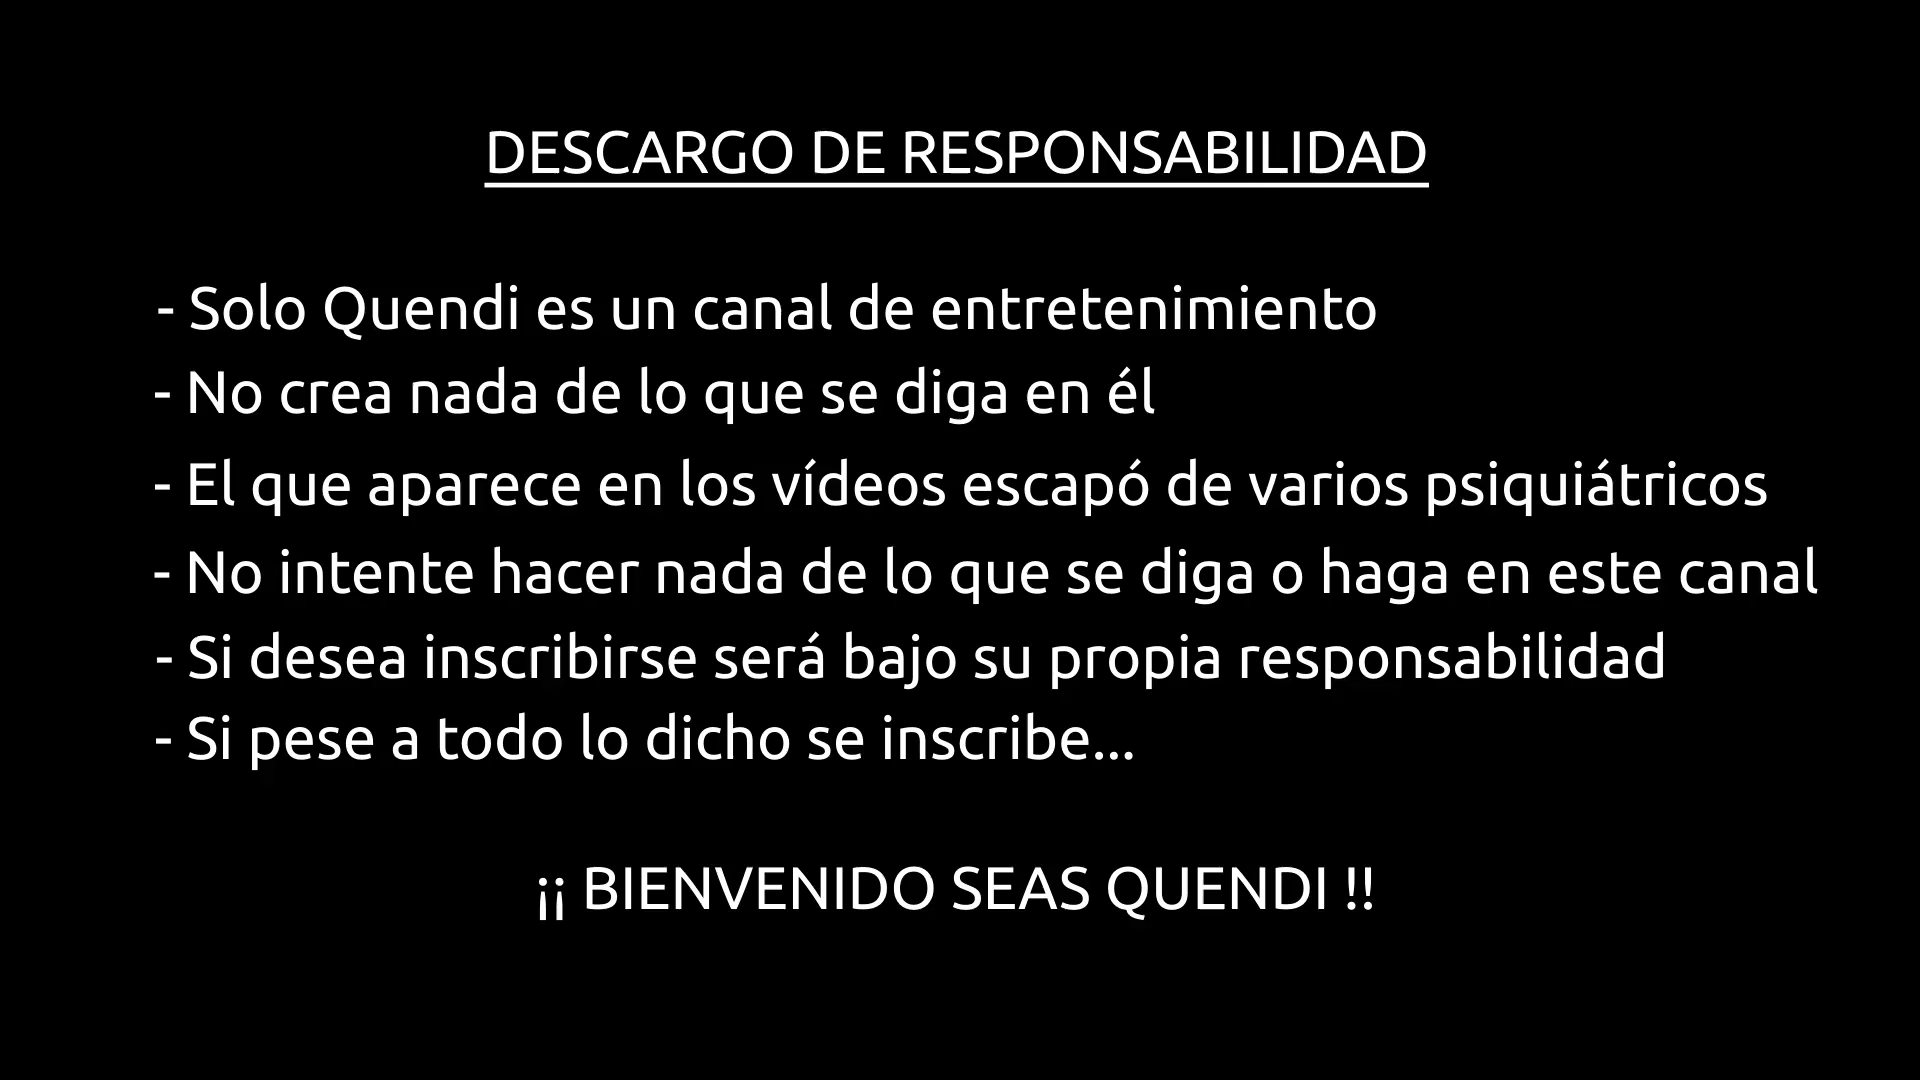 DESCARGO DE RESPONSABILIDAD
- Solo Quendi es un canal de entretenimiento
- No crea nada de lo que se diga en él
- El que aparece en los vídeos escapó de varios psiquiátricos
- No intente hacer nada de lo que se diga o haga en este canal
- Si desea inscribirse será bajo su propia responsabilidad
- Si pese a todo lo dicho se inscribe...
¡¡ BIENVENIDO SEAS QUENDI !!